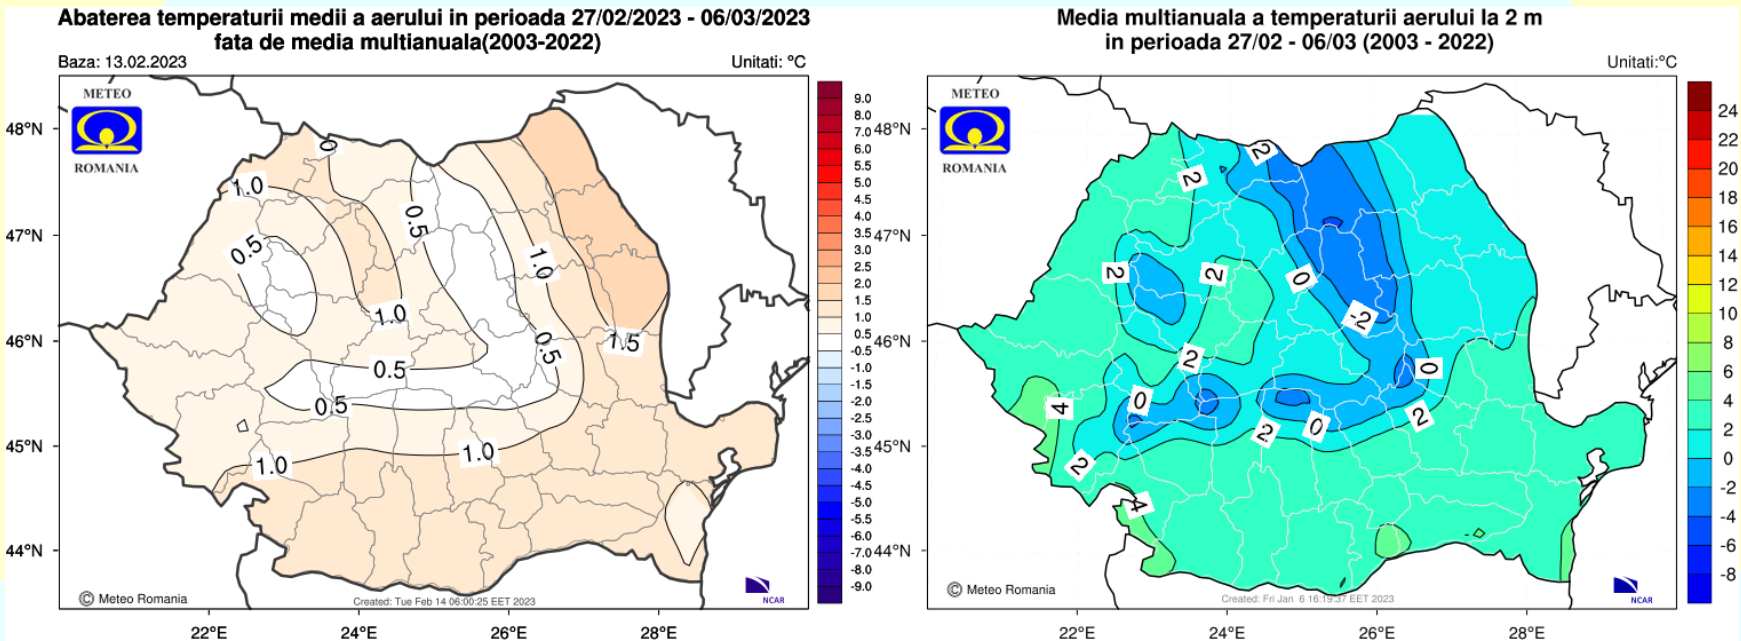 Abaterea temperaturii medii a aerului in perioada 27/02/2023 - 06/03/2023
fata de media multianuala(2003-2022)
Baza: 13.02.2023
Unitati: °C
METEO
ROMANIA
48°N
47°N
46°N
45°N
44°N
22°E
24°E
26°E
28°E
1.0
0
0.5
0.5
1.0
1.0
0.5
1.5
0.5
0.5
1.0
1.0
9.0
8.0
7.0
6.0
5.5
5.0
4.5
4.0
3.5
3.0
2.5
2.0
1.5
1.0
0.5
-0.5
-1.0
-1.5
-2.0
-2.5
-3.0
-3.5
-4.0
-4.5
-5.0
-5.5
-6.0
-7.0
-8.0
-9.0
© Meteo Romania
Created: Tue Feb 14 06:00:25 EET 2023
NCAR
Media multianuala a temperaturii aerului la 2 m
in perioada 27/02 - 06/03 (2003 - 2022)
Unitati:°C
METEO
ROMANIA
48°N
47°N
46°N
45°N
44°N
22°E
24°E
26°E
28°E
2
2
2
2
0
-2
2
0
4
0
2
0
2
2
4
24
22
20
18
16
14
12
10
8
6
4
2
0
-2
-4
-6
-8
© Meteo Romania
Created: Fri Jan 6 16:19:37 EET 2023
NCAR